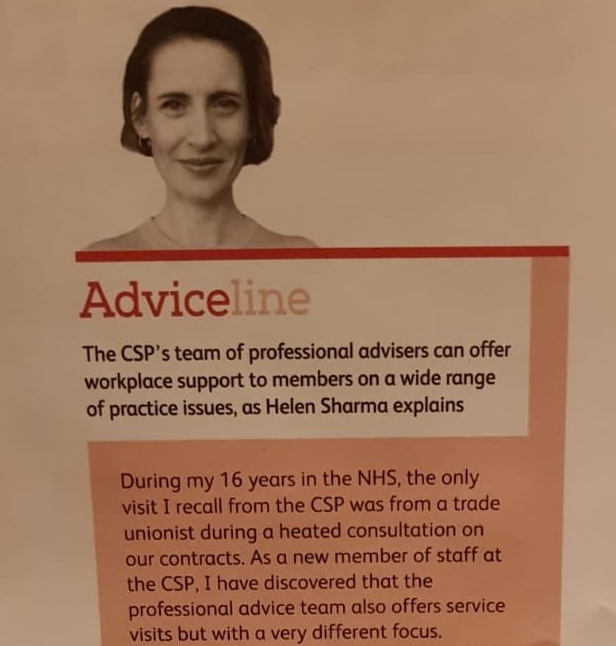 Adviceline
The CSP's team of professional advisers can offer
workplace support to members on a wide range
of practice issues, as Helen Sharma explains
During my 16 years in the NHS, the only
visit I recall from the CSP was from a trade
unionist during a heated consultation on
our contracts. As a new member of staff at
the CSP, I have discovered that the
professional advice team also offers service
visits but with a very different focus.